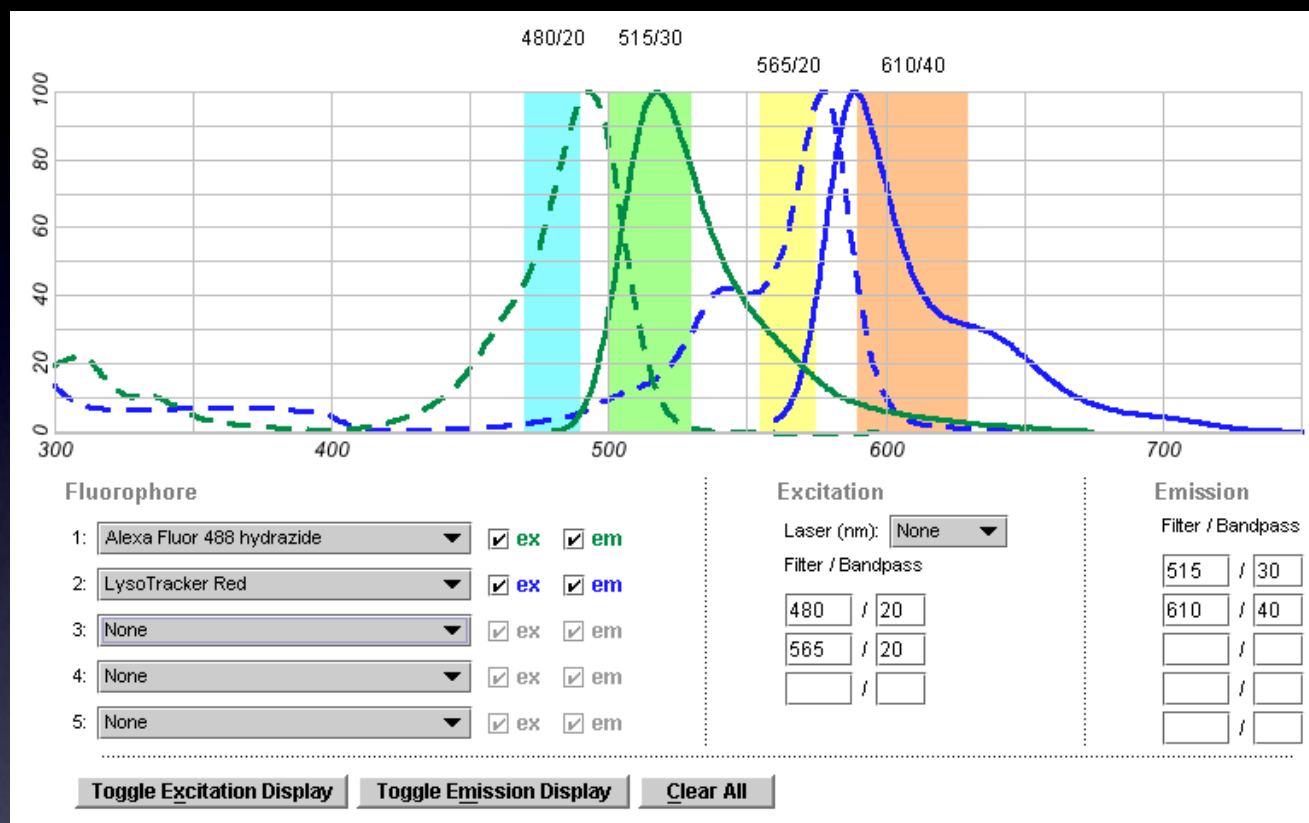 480/20 515/30
565/20 610/40
100
80
60
40
20
0
300 400 500 600 700
Fluorophore
1: Alexa Fluor 488 hydrazide ex em
2: LysoTracker Red ex em
3: None ex em
4: None ex em
5: None ex em
Excitation
Laser (nm): None
Filter / Bandpass
480 / 20
565 / 20
/
Emission
Filter / Bandpass
515 / 30
610 / 40
/
/
/
Toggle Excitation Display Toggle Emission Display Clear All